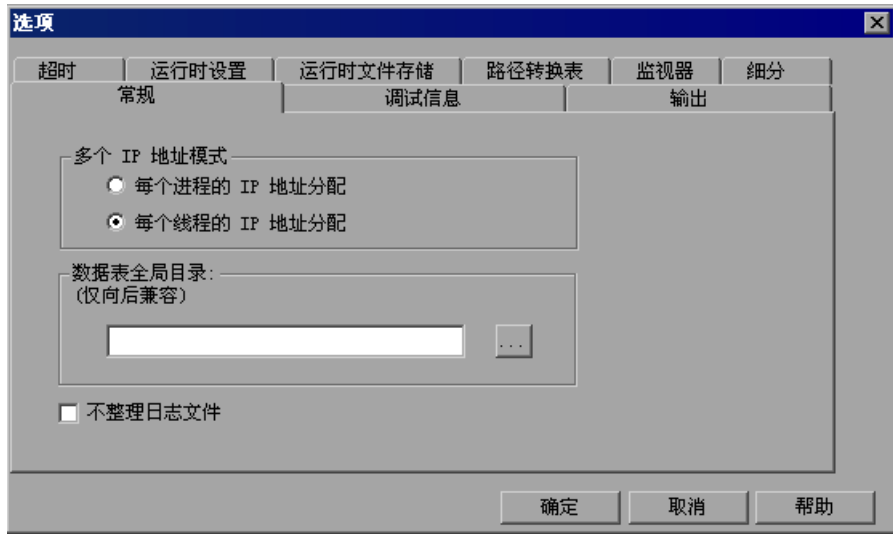 选项
超时 运行时设置 运行时文件存储 路径转换表 监视器 细分
常规 调试信息 输出
多个 IP 地址模式
每个进程的 IP 地址分配
每个线程的 IP 地址分配
数据表全局目录:
(仅向后兼容)
...
不整理日志文件
确定 取消 帮助